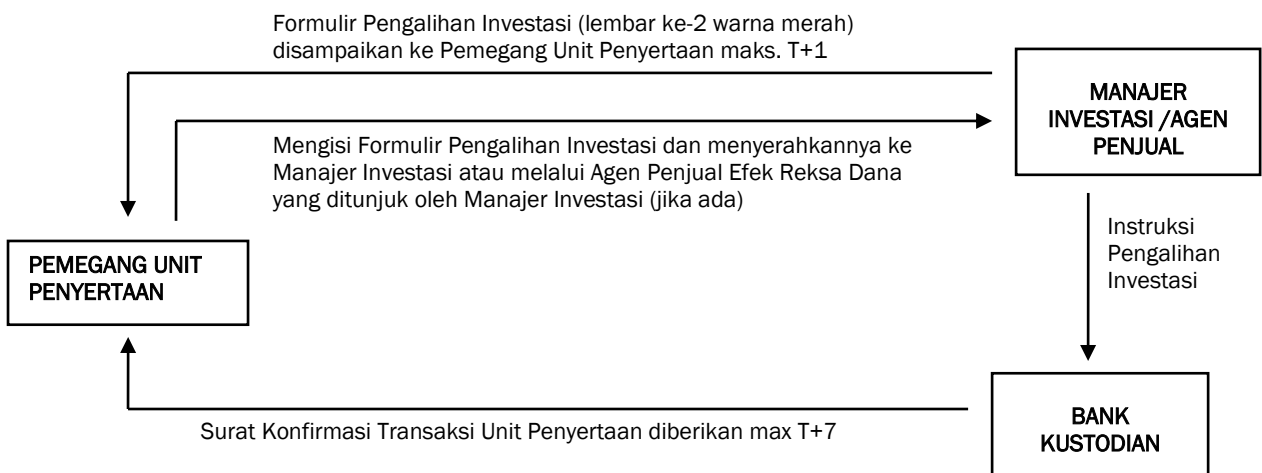 Formulir Pengalihan Investasi (lembar ke-2 warna merah)
disampaikan ke Pemegang Unit Penyertaan maks. T+1
MANAJER
INVESTASI /AGEN
PENJUAL
Mengisi Formulir Pengalihan Investasi dan menyerahkannya ke
Manajer Investasi atau melalui Agen Penjual Efek Reksa Dana
yang ditunjuk oleh Manajer Investasi (jika ada)
Instruksi
Pengalihan
Investasi
PEMEGANG UNIT
PENYERTAAN
Surat Konfirmasi Transaksi Unit Penyertaan diberikan max T+7
BANK
KUSTODIAN